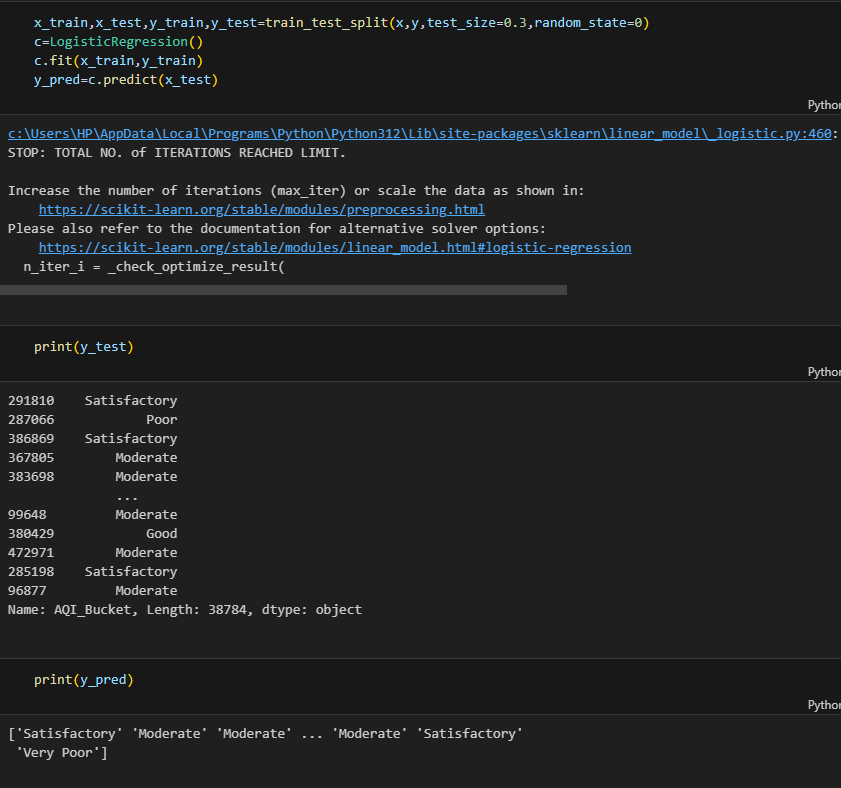 x_train,x_test,y_train,y_test=train_test_split(x,y,test_size=0.3,random_state=0)
c=LogisticRegression()
c.fit(x_train,y_train)
y_pred=c.predict(x_test)
Python
c:\Users\HP\AppData\Local\Programs\Python\Python312\Lib\site-packages\sklearn\linear_model\_logistic.py:460:
STOP: TOTAL NO. of ITERATIONS REACHED LIMIT.
Increase the number of iterations (max_iter) or scale the data as shown in:
https://scikit-learn.org/stable/modules/preprocessing.html
Please also refer to the documentation for alternative solver options:
https://scikit-learn.org/stable/modules/linear_model.html#logistic-regression
n_iter_i = _check_optimize_result(
print(y_test)
Python
291810    Satisfactory
287066            Poor
386869    Satisfactory
367805        Moderate
383698        Moderate
...
99648         Moderate
380429            Good
472971        Moderate
285198    Satisfactory
96877         Moderate
Name: AQI_Bucket, Length: 38784, dtype: object
print(y_pred)
Python
['Satisfactory' 'Moderate' 'Moderate' ... 'Moderate' 'Satisfactory'
'Very Poor']